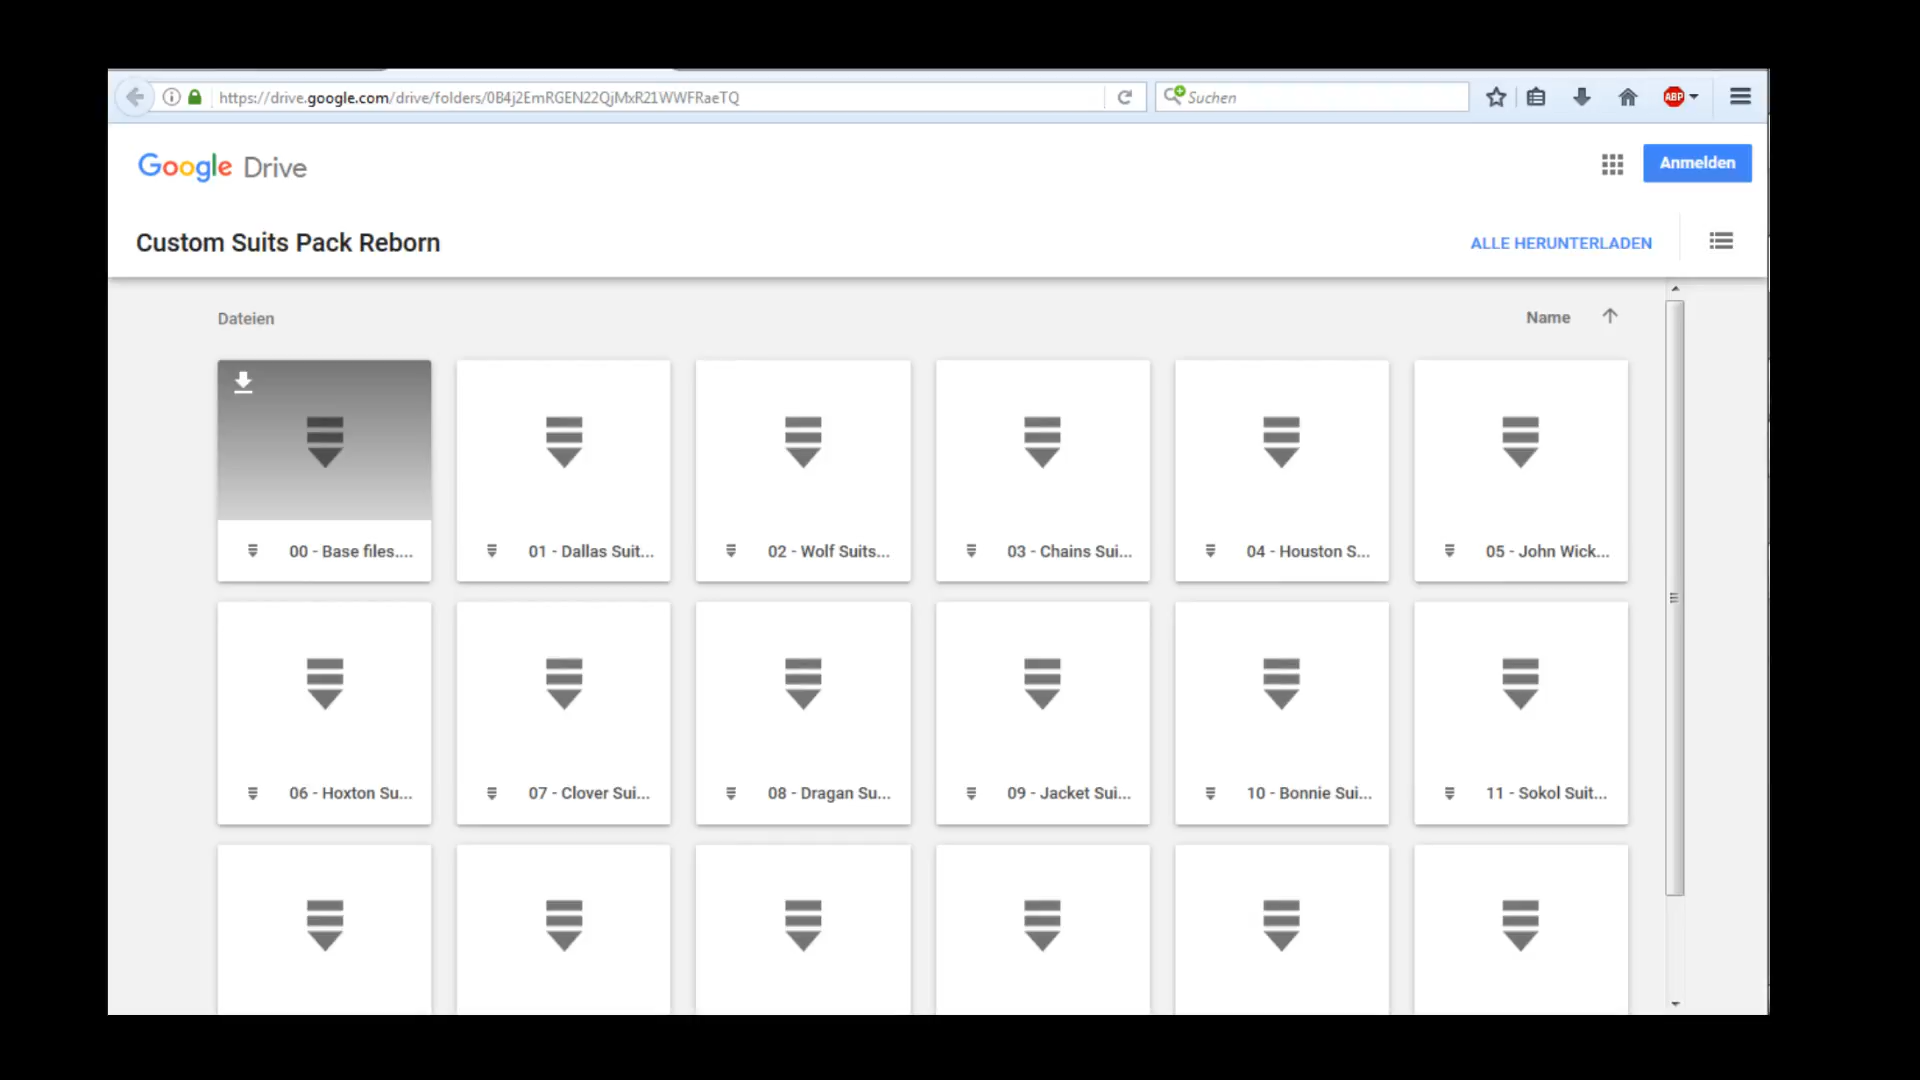 https://drive.google.com/drive/folders/0B4j2EmRGEN22QjMxR21WWFRaeTQ
Suchen
ABP
Google Drive
Anmelden
Custom Suits Pack Reborn
ALLE HERUNTERLADEN
Dateien
Name
00 - Base files....
01 - Dallas Suit...
02 - Wolf Suits...
03 - Chains Sui...
04 - Houston S...
05 - John Wick...
06 - Hoxton Su...
07 - Clover Sui...
08 - Dragan Su...
09 - Jacket Sui...
10 - Bonnie Sui...
11 - Sokol Suit...